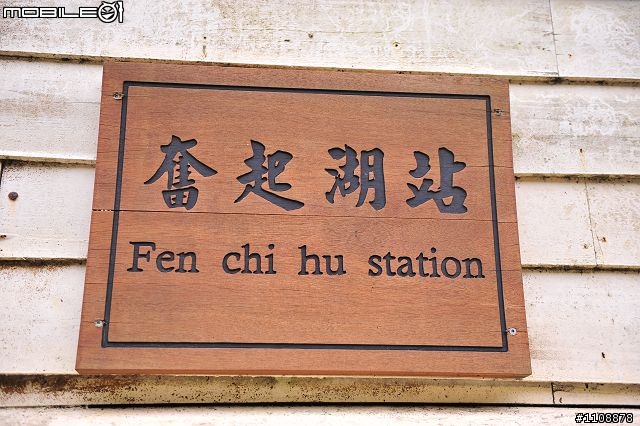 MOBILE01
奮起湖站
Fen chi hu station
#1108878